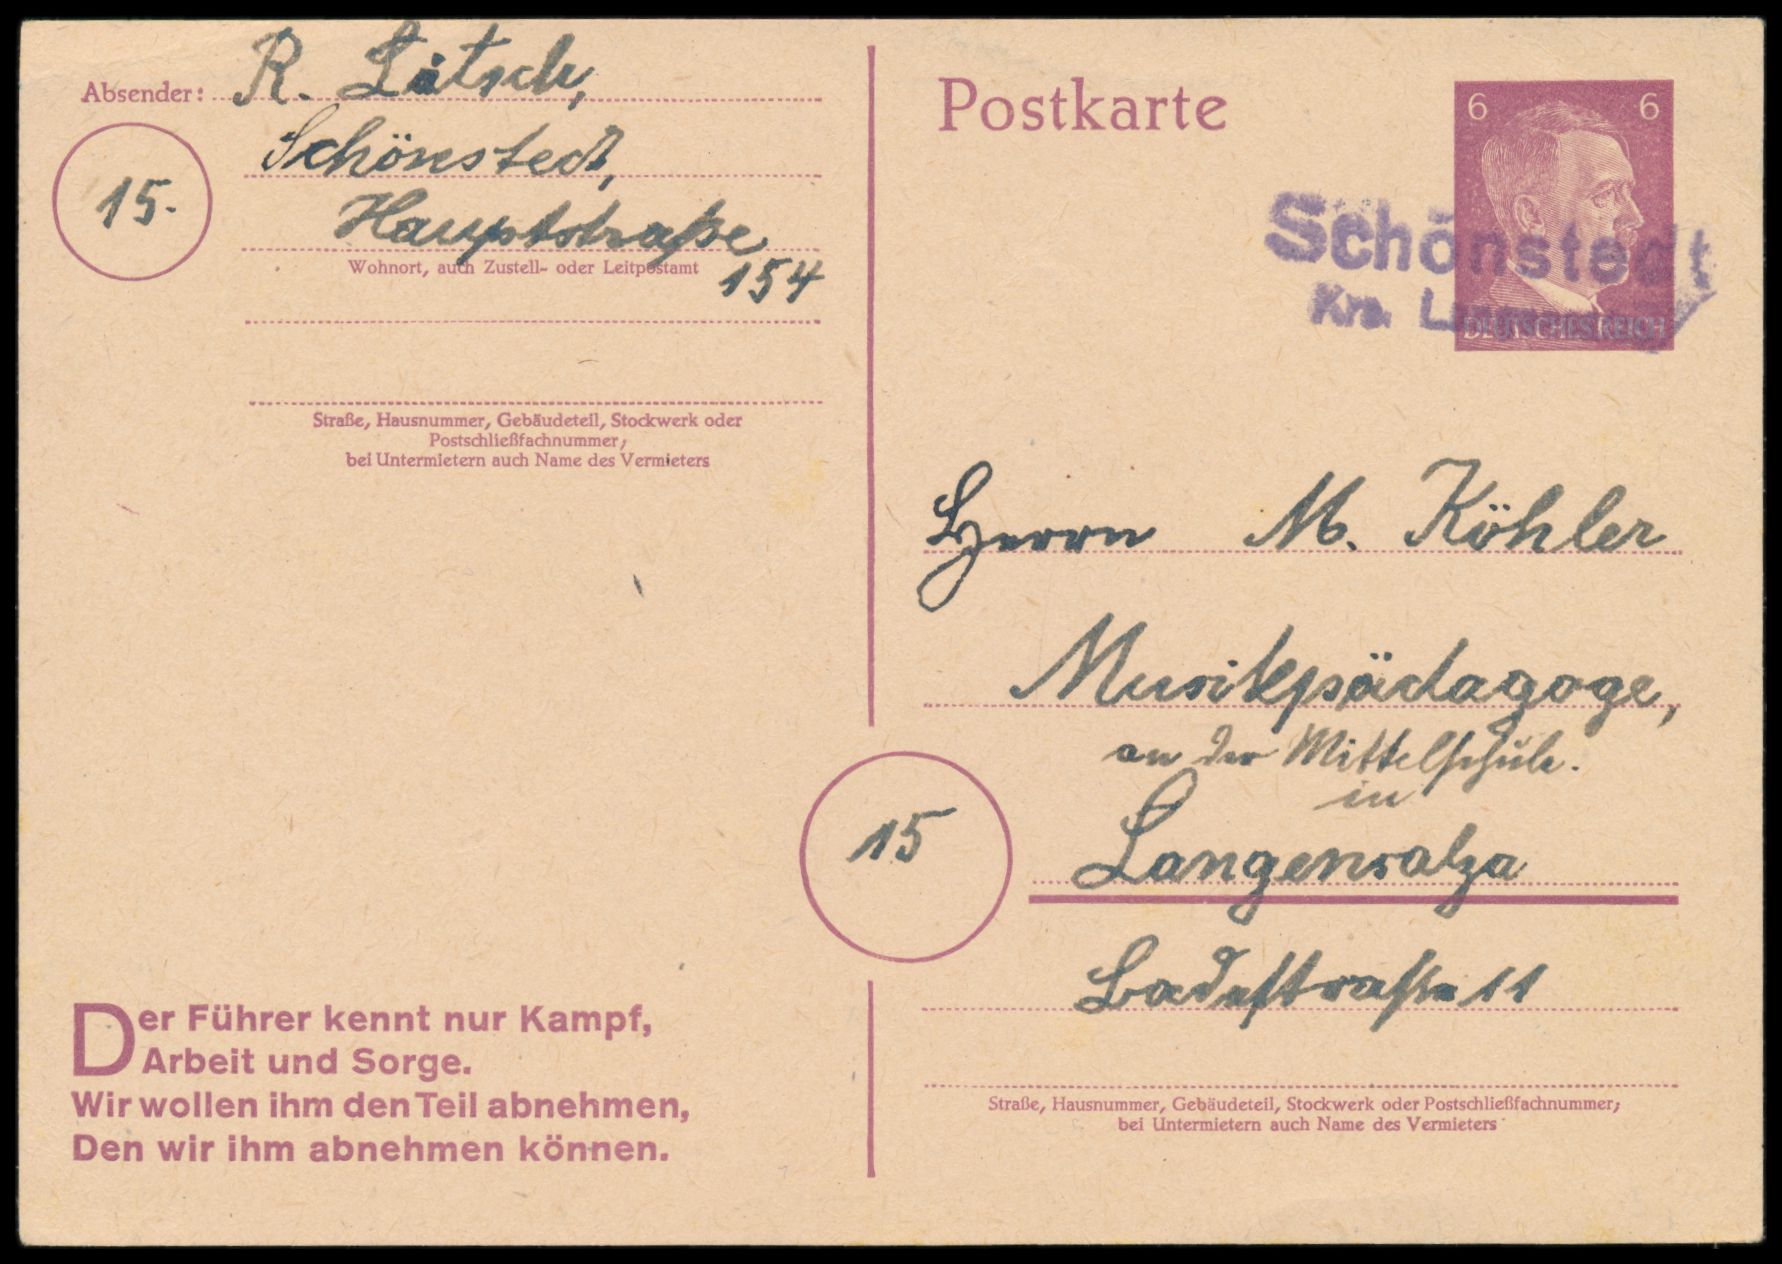 Absender: R. Lätsch,
Schönstedt,
15.
Hauptstraße
Wohnort, auch Zustell- oder Leitpostamt
154
Straße, Hausnummer, Gebäudeteil, Stockwerk oder
Postschließfachnummer;
bei Untermietern auch Name des Vermieters
Der Führer kennt nur Kampf,
Arbeit und Sorge.
Wir wollen ihm den Teil abnehmen,
Den wir ihm abnehmen können.
Postkarte
6 6
Schönstedt
Krs.
DEUTSCHES REICH
Herrn M. Köhler
Musikpädagoge,
an der Mittelschule.
in
15
Langensalza
Badestraße 11
Straße, Hausnummer, Gebäudeteil, Stockwerk oder Postschließfachnummer;
bei Untermietern auch Name des Vermieters